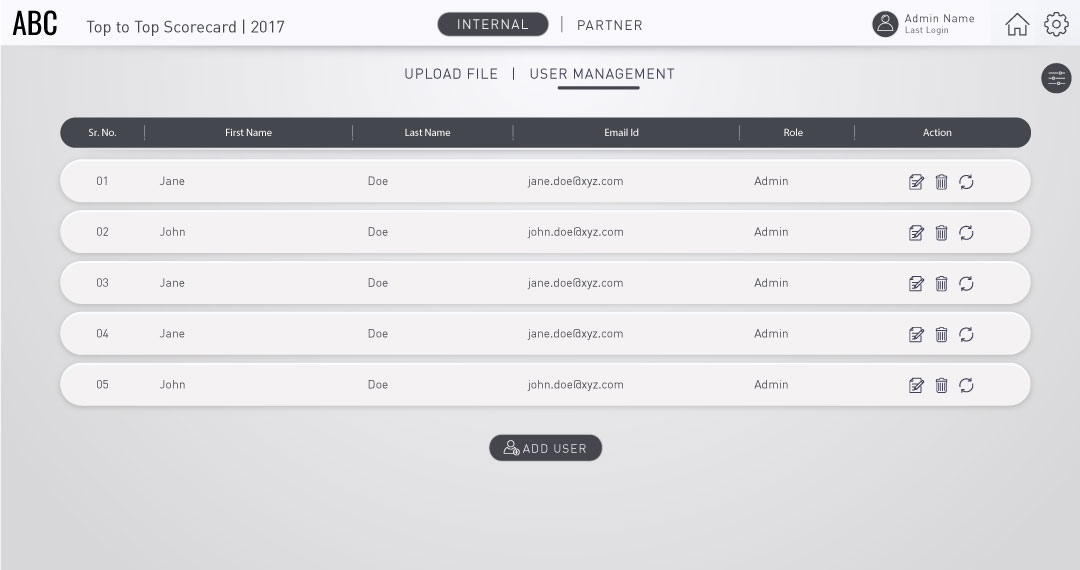 ABC
Top to Top Scorecard | 2017
INTERNAL | PARTNER
Admin Name
Last Login
UPLOAD FILE | USER MANAGEMENT
Sr. No. First Name Last Name Email Id Role Action
01 Jane Doe jane.doe@xyz.com Admin
02 John Doe john.doe@xyz.com Admin
03 Jane Doe jane.doe@xyz.com Admin
04 Jane Doe jane.doe@xyz.com Admin
05 John Doe john.doe@xyz.com Admin
ADD USER